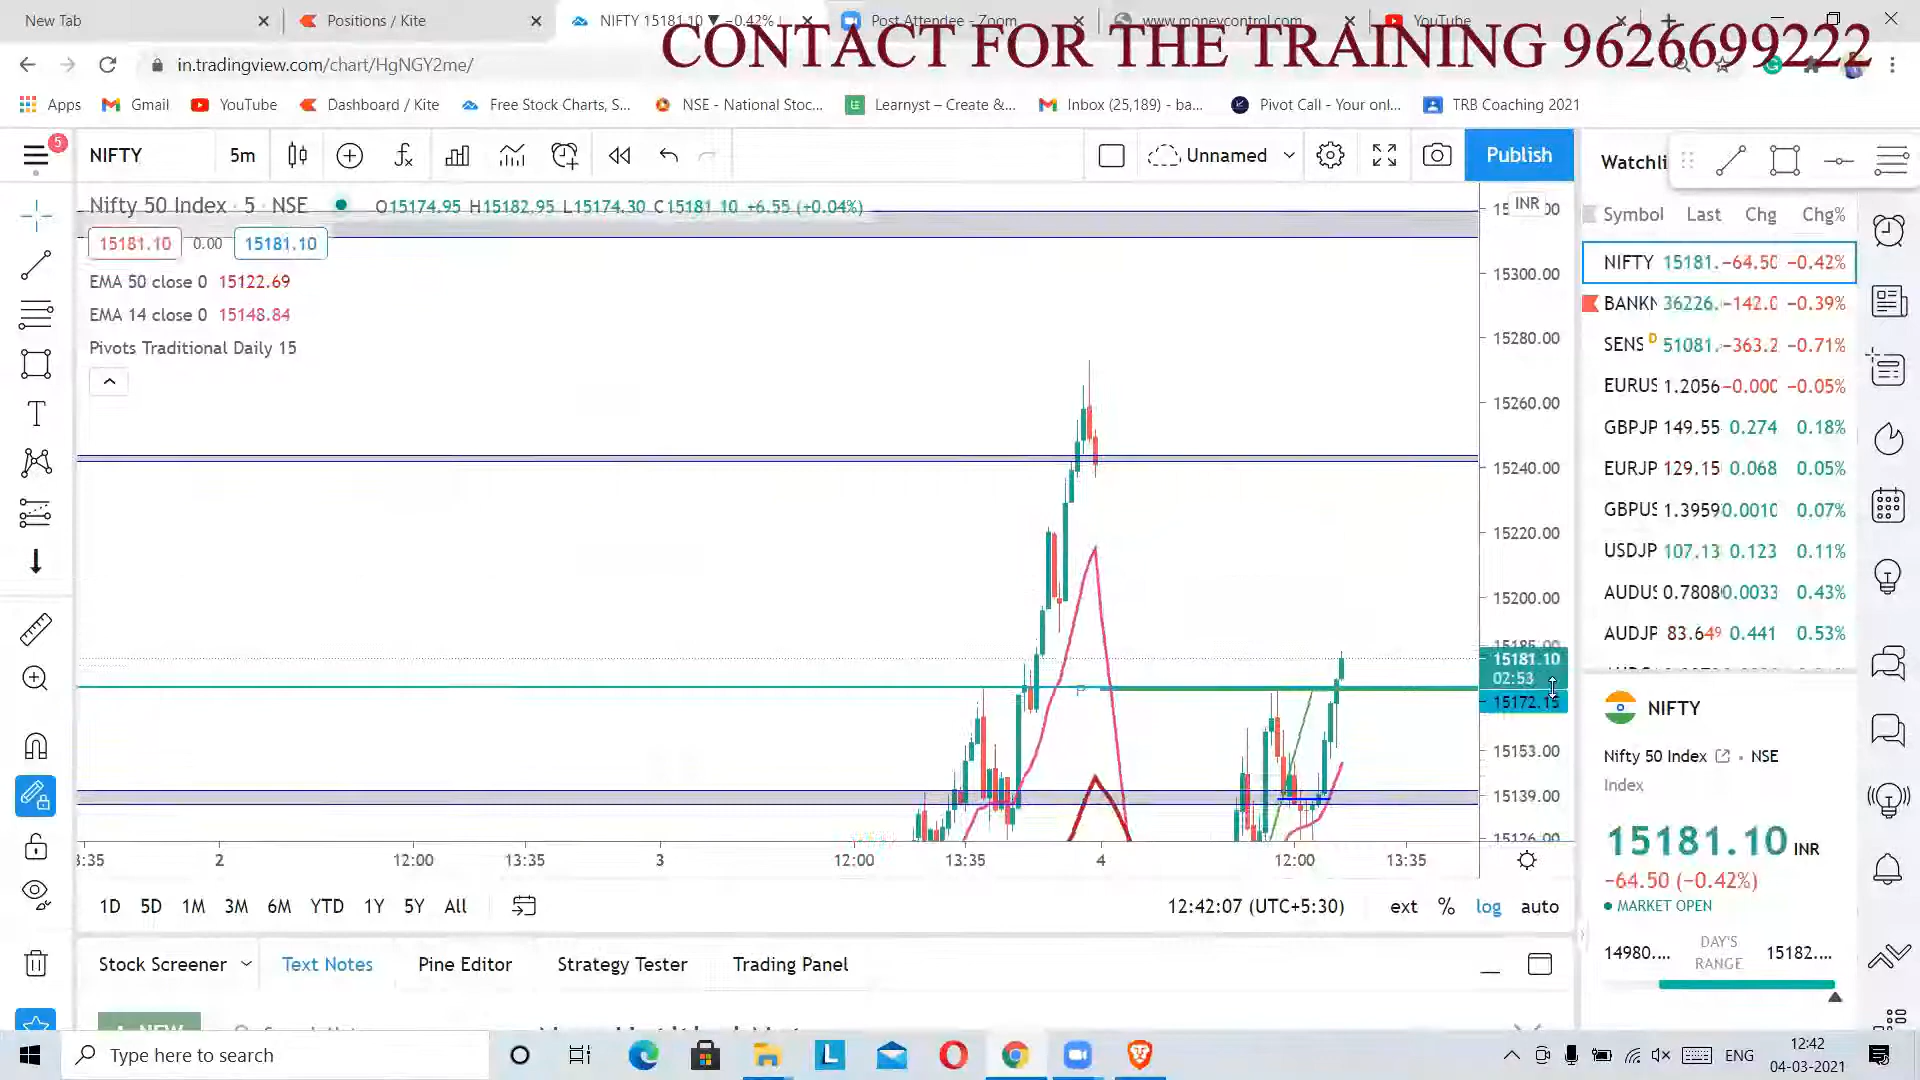 New Tab
Positions / Kite
NIFTY 15181.10 ▼ −0.42%
Post Attendee - Zoom
www.moneycontrol.com
YouTube
CONTACT FOR THE TRAINING 9626699222
in.tradingview.com/chart/HgNGY2me/
Apps
Gmail
YouTube
Dashboard / Kite
Free Stock Charts, S...
NSE - National Stoc...
Learnyst – Create &...
Inbox (25,189) - ba...
Pivot Call - Your onl...
TRB Coaching 2021
5
NIFTY
5m
Unnamed
Publish
Watchli
Nifty 50 Index · 5 · NSE
O15174.95 H15182.95 L15174.30 C15181.10 +6.55 (+0.04%)
INR
15181.10
0.00
15181.10
EMA 50 close 0 15122.69
EMA 14 close 0 15148.84
Pivots Traditional Daily 15
P
15300.00
15280.00
15260.00
15240.00
15220.00
15200.00
15185.00
15181.10
02:53
15172.15
15153.00
15139.00
15126.00
Symbol Last Chg Chg%
NIFTY 15181. −64.50 −0.42%
BANKN 36226. −142.0 −0.39%
SENS D 51081. −363.2 −0.71%
EURUS 1.2056 −0.000 −0.05%
GBPJP 149.55 0.274 0.18%
EURJP 129.15 0.068 0.05%
GBPUS 1.3959 0.0010 0.07%
USDJP 107.13 0.123 0.11%
AUDUS 0.7808 0.0033 0.43%
AUDJP 83.649 0.441 0.53%
NIFTY
Nifty 50 Index · NSE
Index
15181.10 INR
−64.50 (−0.42%)
MARKET OPEN
14980....
DAY'S
RANGE
15182....
3:35
2
12:00
13:35
3
12:00
13:35
4
12:00
13:35
1D 5D 1M 3M 6M YTD 1Y 5Y All
12:42:07 (UTC+5:30)
ext % log auto
Stock Screener
Text Notes
Pine Editor
Strategy Tester
Trading Panel
Type here to search
ENG
12:42
04-03-2021